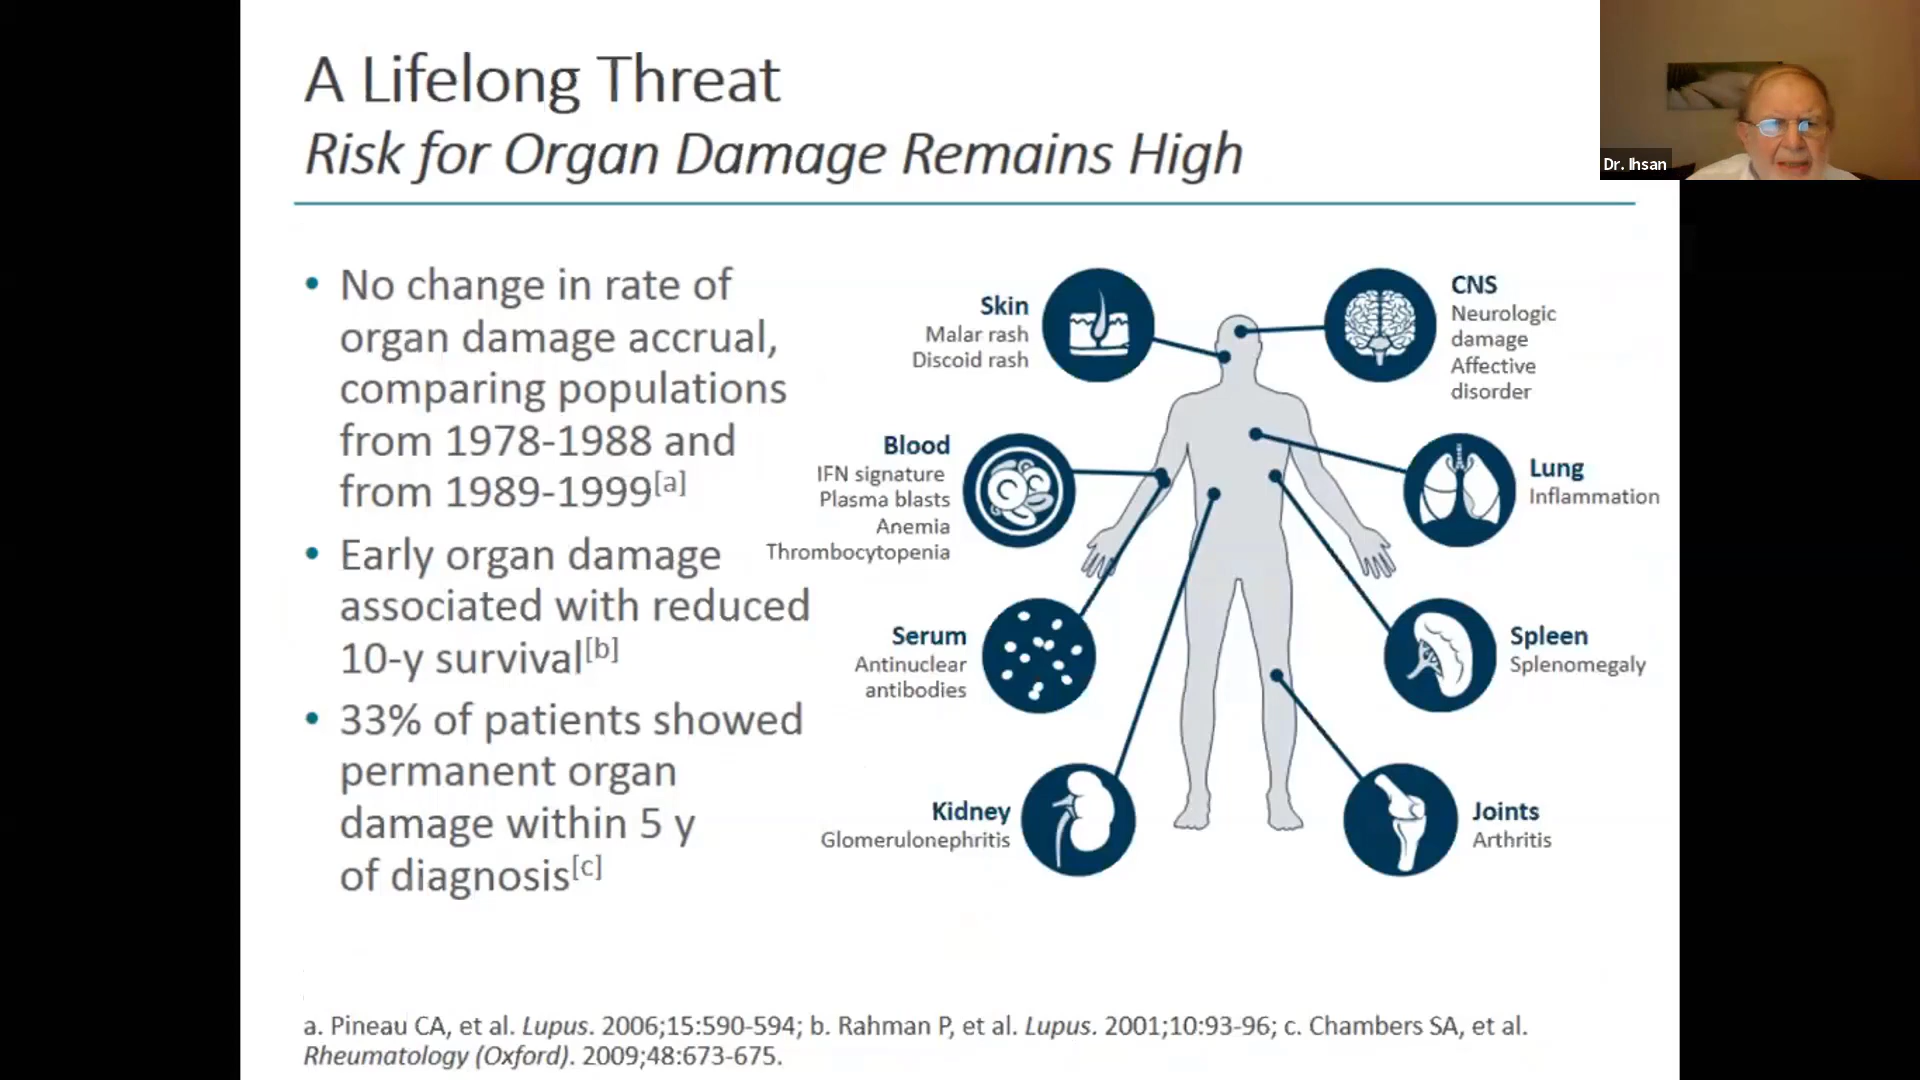 A Lifelong Threat
Risk for Organ Damage Remains High
Dr. Ihsan
• No change in rate of
organ damage accrual,
comparing populations
from 1978-1988 and
from 1989-1999[a]
• Early organ damage
associated with reduced
10-y survival[b]
• 33% of patients showed
permanent organ
damage within 5 y
of diagnosis[c]
Skin
Malar rash
Discoid rash
CNS
Neurologic
damage
Affective
disorder
Blood
IFN signature
Plasma blasts
Anemia
Thrombocytopenia
Lung
Inflammation
Serum
Antinuclear
antibodies
Spleen
Splenomegaly
Kidney
Glomerulonephritis
Joints
Arthritis
a. Pineau CA, et al. Lupus. 2006;15:590-594; b. Rahman P, et al. Lupus. 2001;10:93-96; c. Chambers SA, et al.
Rheumatology (Oxford). 2009;48:673-675.